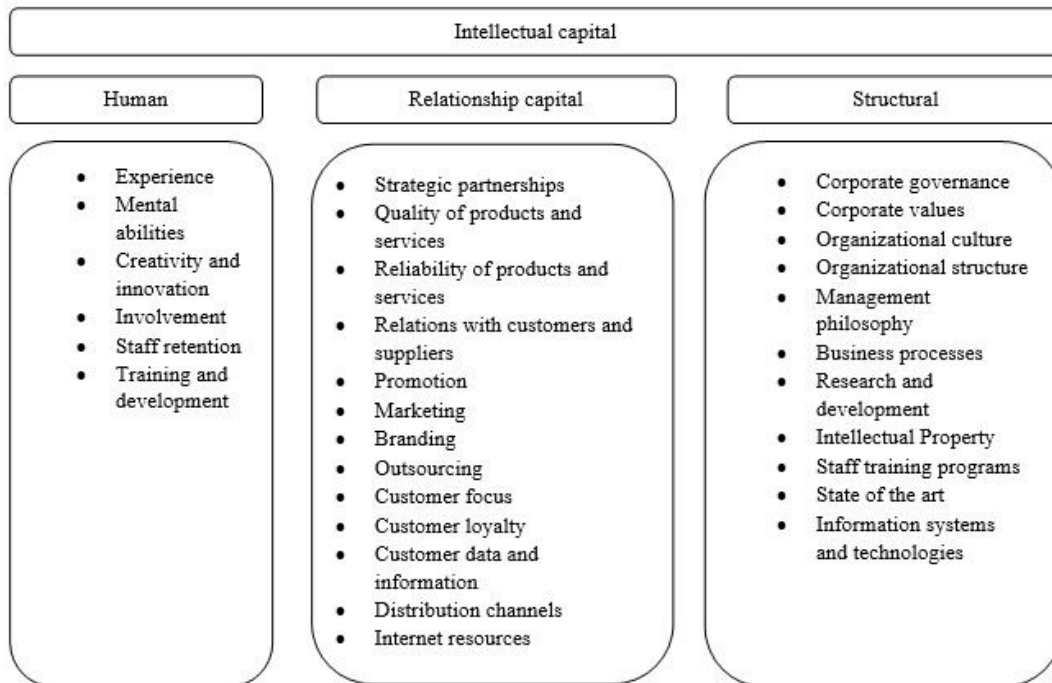 Intellectual capital
Human
Relationship capital
Structural
• Experience
• Mental
abilities
• Creativity and
innovation
• Involvement
• Staff retention
• Training and
development
• Strategic partnerships
• Quality of products and
services
• Reliability of products and
services
• Relations with customers and
suppliers
• Promotion
• Marketing
• Branding
• Outsourcing
• Customer focus
• Customer loyalty
• Customer data and
information
• Distribution channels
• Internet resources
• Corporate governance
• Corporate values
• Organizational culture
• Organizational structure
• Management
philosophy
• Business processes
• Research and
development
• Intellectual Property
• Staff training programs
• State of the art
• Information systems
and technologies